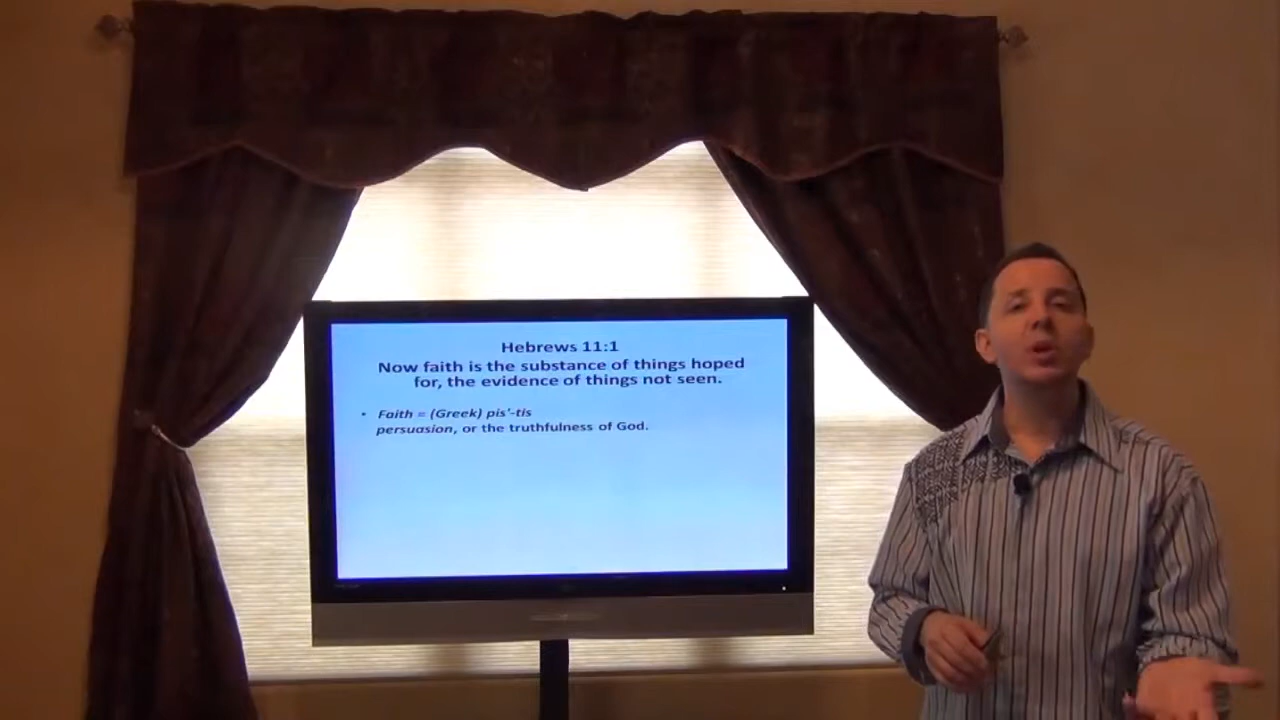 Hebrews 11:1
Now faith is the substance of things hoped
for, the evidence of things not seen.
• Faith = (Greek) pis'-tis
persuasion, or the truthfulness of God.